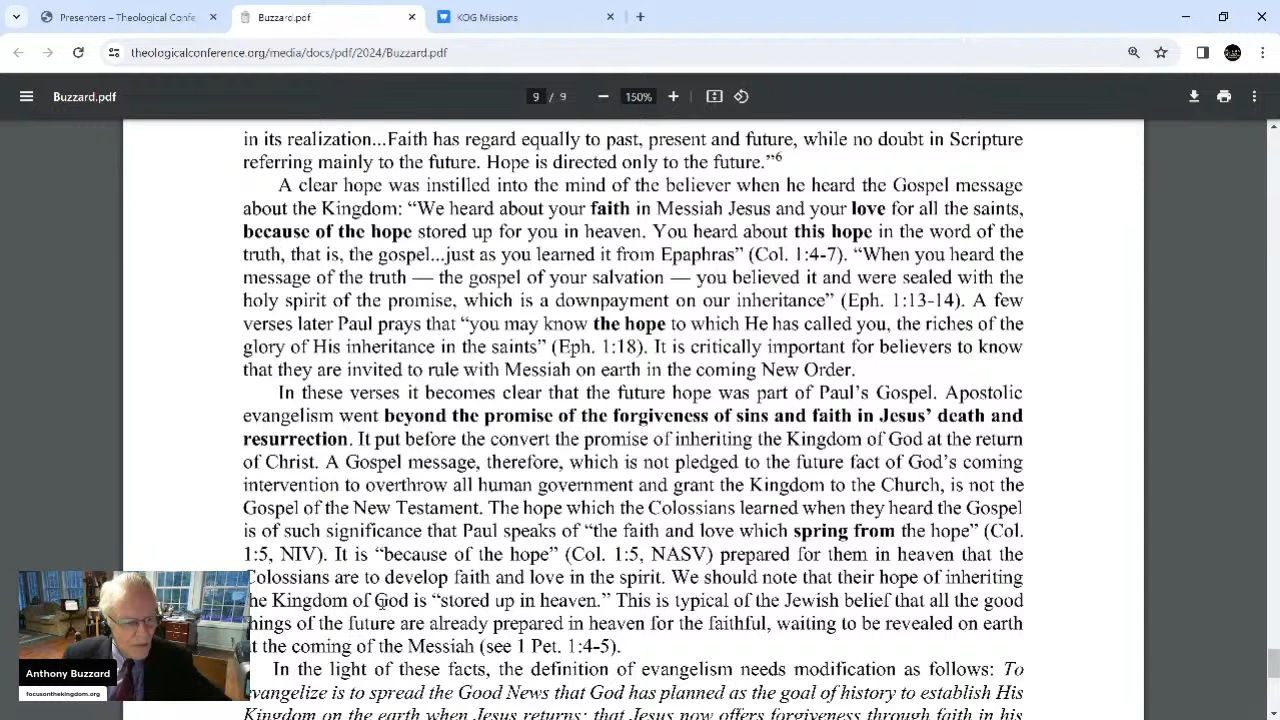 Presenters – Theological Confe
Buzzard.pdf
KOG Missions
theologicalconference.org/media/docs/pdf/2024/Buzzard.pdf
Buzzard.pdf
9 / 9
150%
in its realization...Faith has regard equally to past, present and future, while no doubt in Scripture
referring mainly to the future. Hope is directed only to the future.”6
A clear hope was instilled into the mind of the believer when he heard the Gospel message
about the Kingdom: “We heard about your faith in Messiah Jesus and your love for all the saints,
because of the hope stored up for you in heaven. You heard about this hope in the word of the
truth, that is, the gospel...just as you learned it from Epaphras” (Col. 1:4-7). “When you heard the
message of the truth — the gospel of your salvation — you believed it and were sealed with the
holy spirit of the promise, which is a downpayment on our inheritance” (Eph. 1:13-14). A few
verses later Paul prays that “you may know the hope to which He has called you, the riches of the
glory of His inheritance in the saints” (Eph. 1:18). It is critically important for believers to know
that they are invited to rule with Messiah on earth in the coming New Order.
In these verses it becomes clear that the future hope was part of Paul’s Gospel. Apostolic
evangelism went beyond the promise of the forgiveness of sins and faith in Jesus’ death and
resurrection. It put before the convert the promise of inheriting the Kingdom of God at the return
of Christ. A Gospel message, therefore, which is not pledged to the future fact of God’s coming
intervention to overthrow all human government and grant the Kingdom to the Church, is not the
Gospel of the New Testament. The hope which the Colossians learned when they heard the Gospel
is of such significance that Paul speaks of “the faith and love which spring from the hope” (Col.
1:5, NIV). It is “because of the hope” (Col. 1:5, NASV) prepared for them in heaven that the
Colossians are to develop faith and love in the spirit. We should note that their hope of inheriting
he Kingdom of God is “stored up in heaven.” This is typical of the Jewish belief that all the good
hings of the future are already prepared in heaven for the faithful, waiting to be revealed on earth
t the coming of the Messiah (see 1 Pet. 1:4-5).
In the light of these facts, the definition of evangelism needs modification as follows: To
evangelize is to spread the Good News that God has planned as the goal of history to establish His
Kingdom on the earth when Jesus returns; that Jesus now offers forgiveness through faith in his
Anthony Buzzard
focusonthekingdom.org